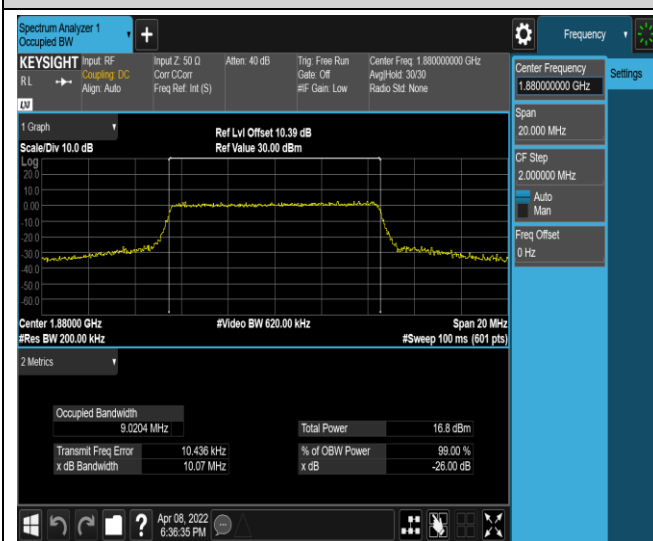 Spectrum Analyzer 1
Occupied BW
+
Frequency
KEYSIGHT
RL
LXI
Input: RF
Coupling: DC
Align: Auto
Input Z: 50 Ω
Corr CCorr
Freq Ref: Int (S)
Atten: 40 dB
Trig: Free Run
Gate: Off
#IF Gain: Low
Center Freq: 1.880000000 GHz
Avg|Hold: 30/30
Radio Std: None
Center Frequency
1.880000000 GHz
Settings
Span
20.000 MHz
CF Step
2.000000 MHz
Auto
Man
Freq Offset
0 Hz
1 Graph
Scale/Div 10.0 dB
Ref Lvl Offset 10.39 dB
Ref Value 30.00 dBm
Log
20.0
10.0
0.00
-10.0
-20.0
-30.0
-40.0
-50.0
-60.0
Center 1.88000 GHz
#Res BW 200.00 kHz
#Video BW 620.00 kHz
Span 20 MHz
#Sweep 100 ms (601 pts)
2 Metrics
Occupied Bandwidth
9.0204 MHz
Total Power 16.8 dBm
Transmit Freq Error 10.436 kHz
% of OBW Power 99.00 %
x dB Bandwidth 10.07 MHz
x dB -26.00 dB
?
Apr 08, 2022
6:36:35 PM